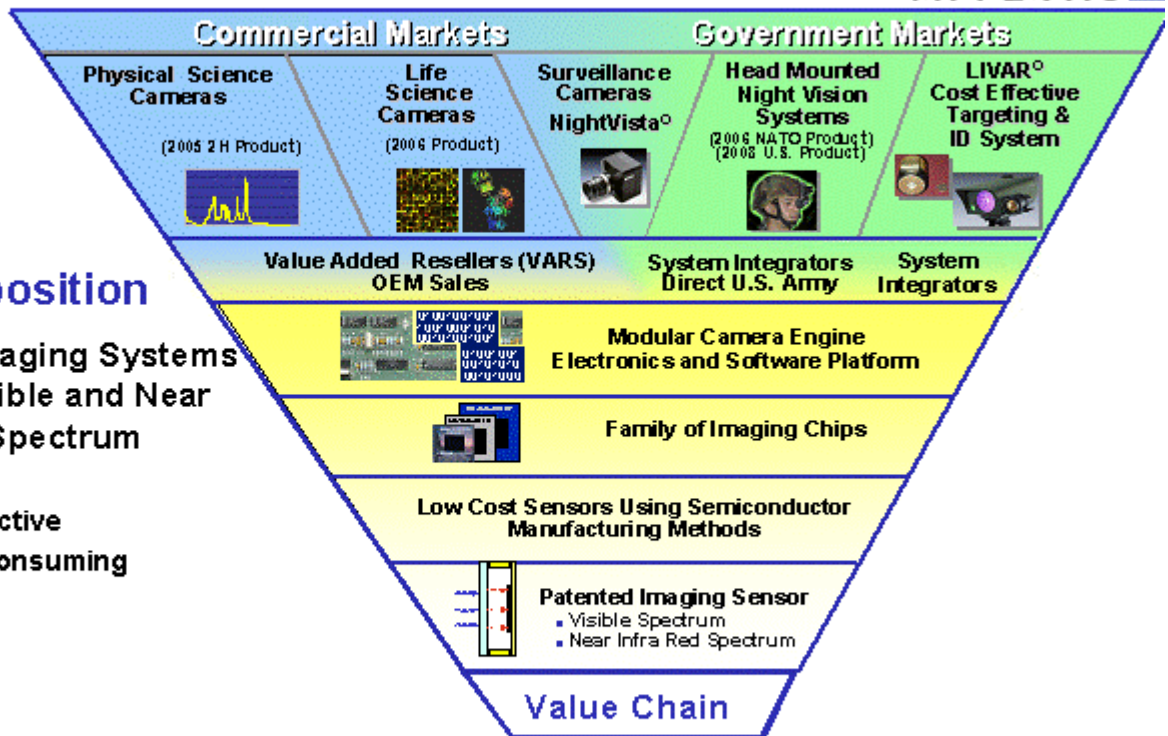 Commercial Markets
Government Markets
Physical Science
Cameras
(2005 2H Product)
Life
Science
Cameras
(2006 Product)
Surveillance
Cameras
NightVista○
Head Mounted
Night Vision
Systems
(2006 NATO Product)
(2008 U.S. Product)
LIVAR○
Cost Effective
Targeting &
ID System
Value Added Resellers (VARS)
OEM Sales
System Integrators
Direct U.S. Army
System
Integrators
position
aging Systems
ible and Near
Spectrum
ctive
onsuming
Modular Camera Engine
Electronics and Software Platform
Family of Imaging Chips
Low Cost Sensors Using Semiconductor
Manufacturing Methods
Patented Imaging Sensor
▪ Visible Spectrum
▪ Near Infra Red Spectrum
Value Chain